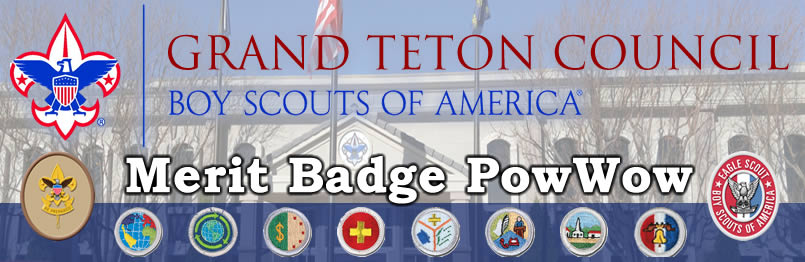 GRAND TETON COUNCIL
BOY SCOUTS OF AMERICA®
Merit Badge PowWow
EAGLE SCOUT
BOY SCOUTS OF AMERICA